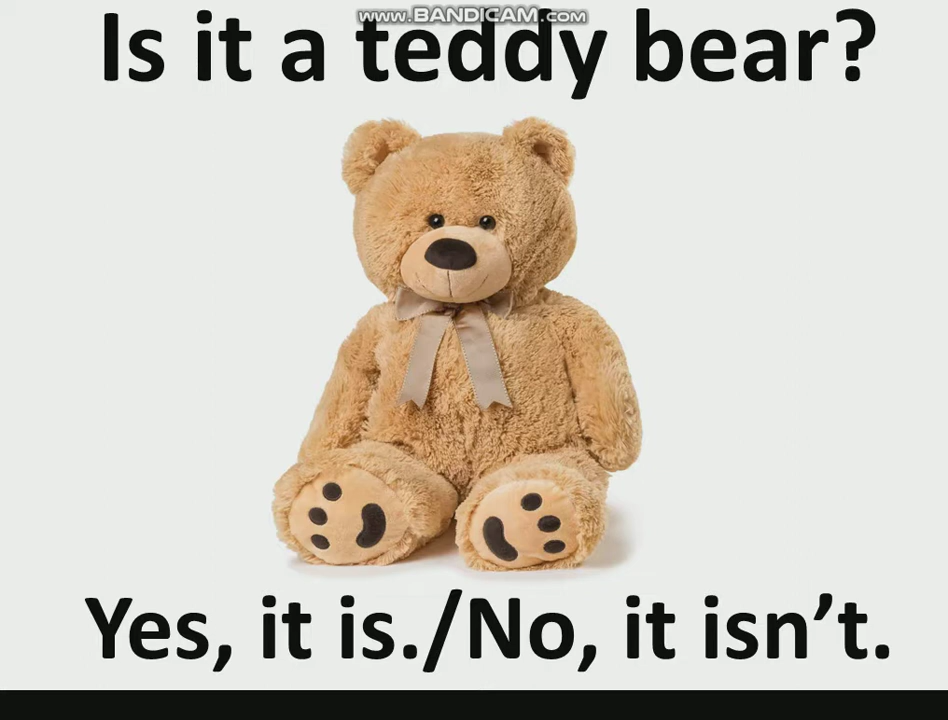 www.BANDICAM.com
Is it a teddy bear?
Yes, it is./No, it isn’t.